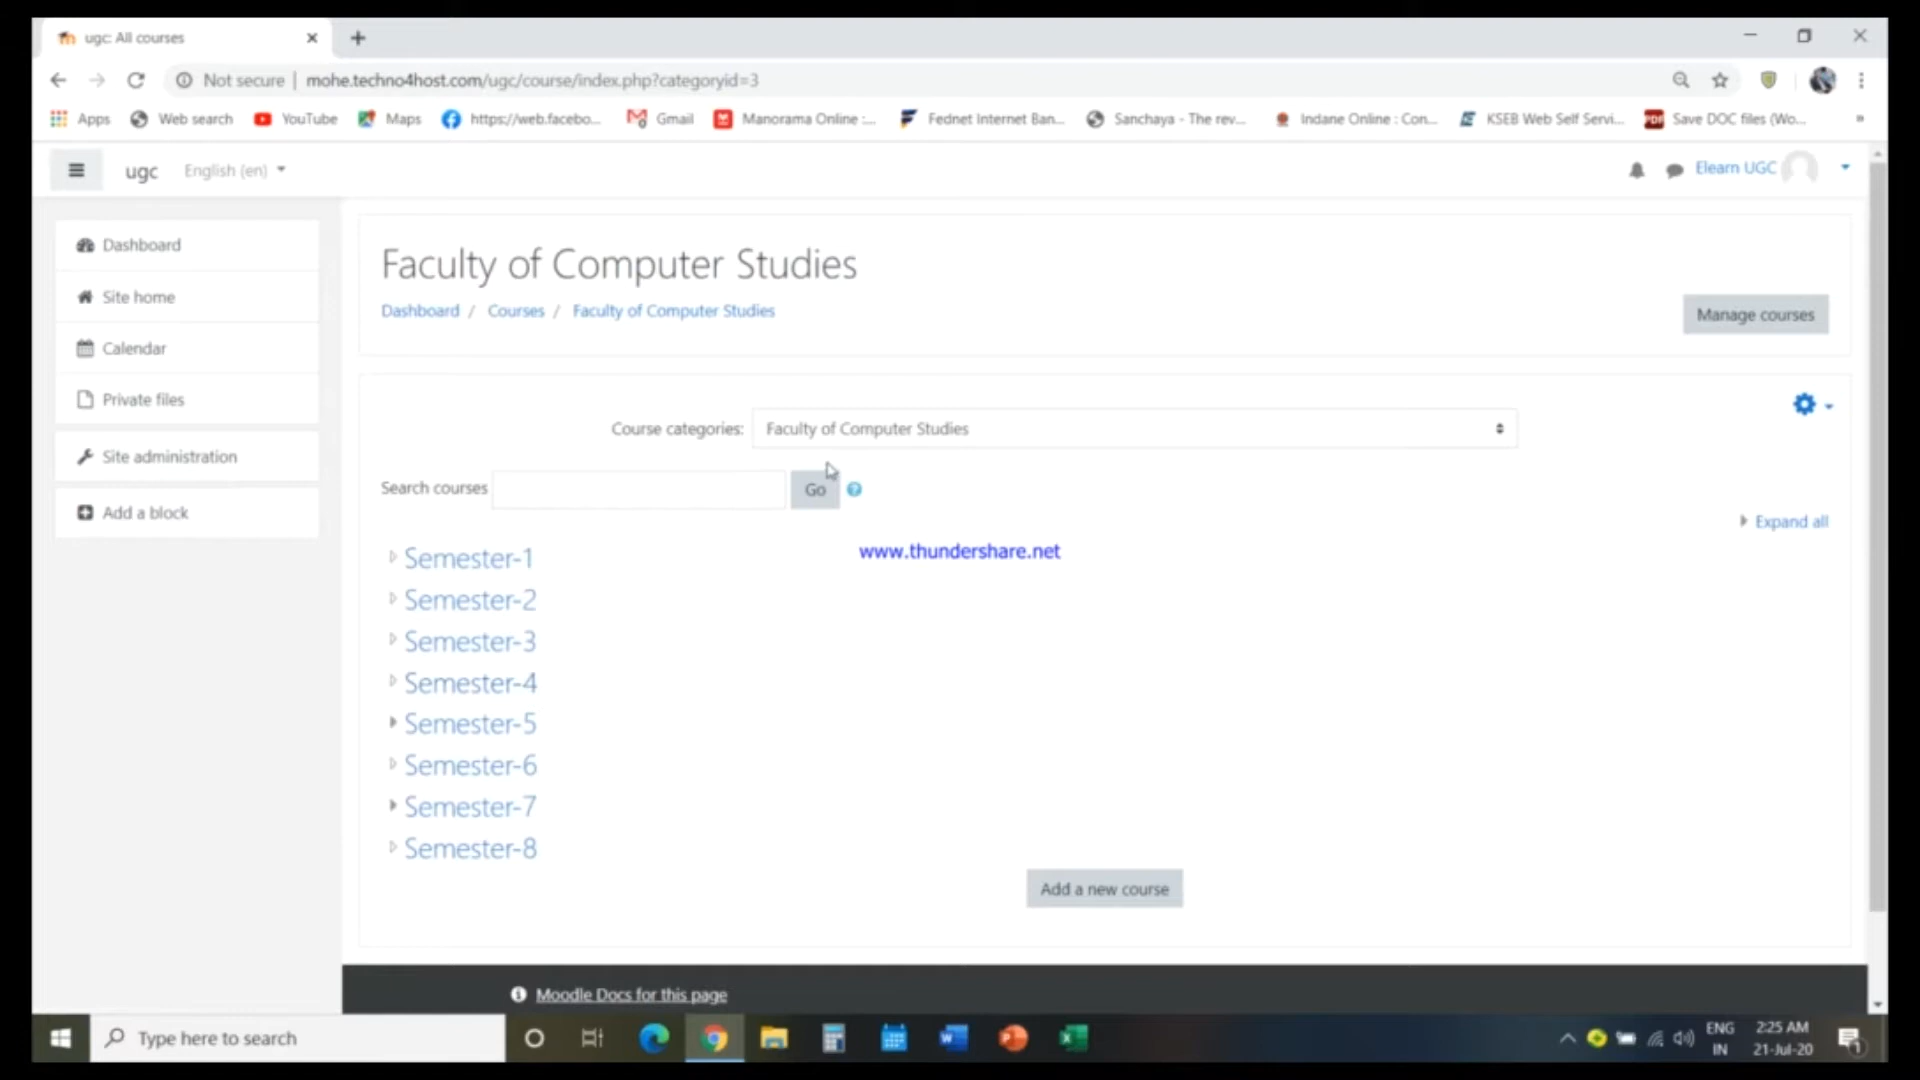 ugc: All courses
Not secure | mohe.techno4host.com/ugc/course/index.php?categoryid=3
Apps Web search YouTube Maps https://web.facebo... Gmail Manorama Online :... Fednet Internet Ban... Sanchaya - The rev... Indane Online : Con... KSEB Web Self Servi... Save DOC files (Wo... »
ugc English (en) Elearn UGC
Dashboard
Site home
Calendar
Private files
Site administration
Add a block
Faculty of Computer Studies
Dashboard / Courses / Faculty of Computer Studies
Manage courses
Course categories: Faculty of Computer Studies
Search courses Go
Expand all
www.thundershare.net
Semester-1
Semester-2
Semester-3
Semester-4
Semester-5
Semester-6
Semester-7
Semester-8
Add a new course
Moodle Docs for this page
Type here to search
ENG
IN
2:25 AM
21-Jul-20